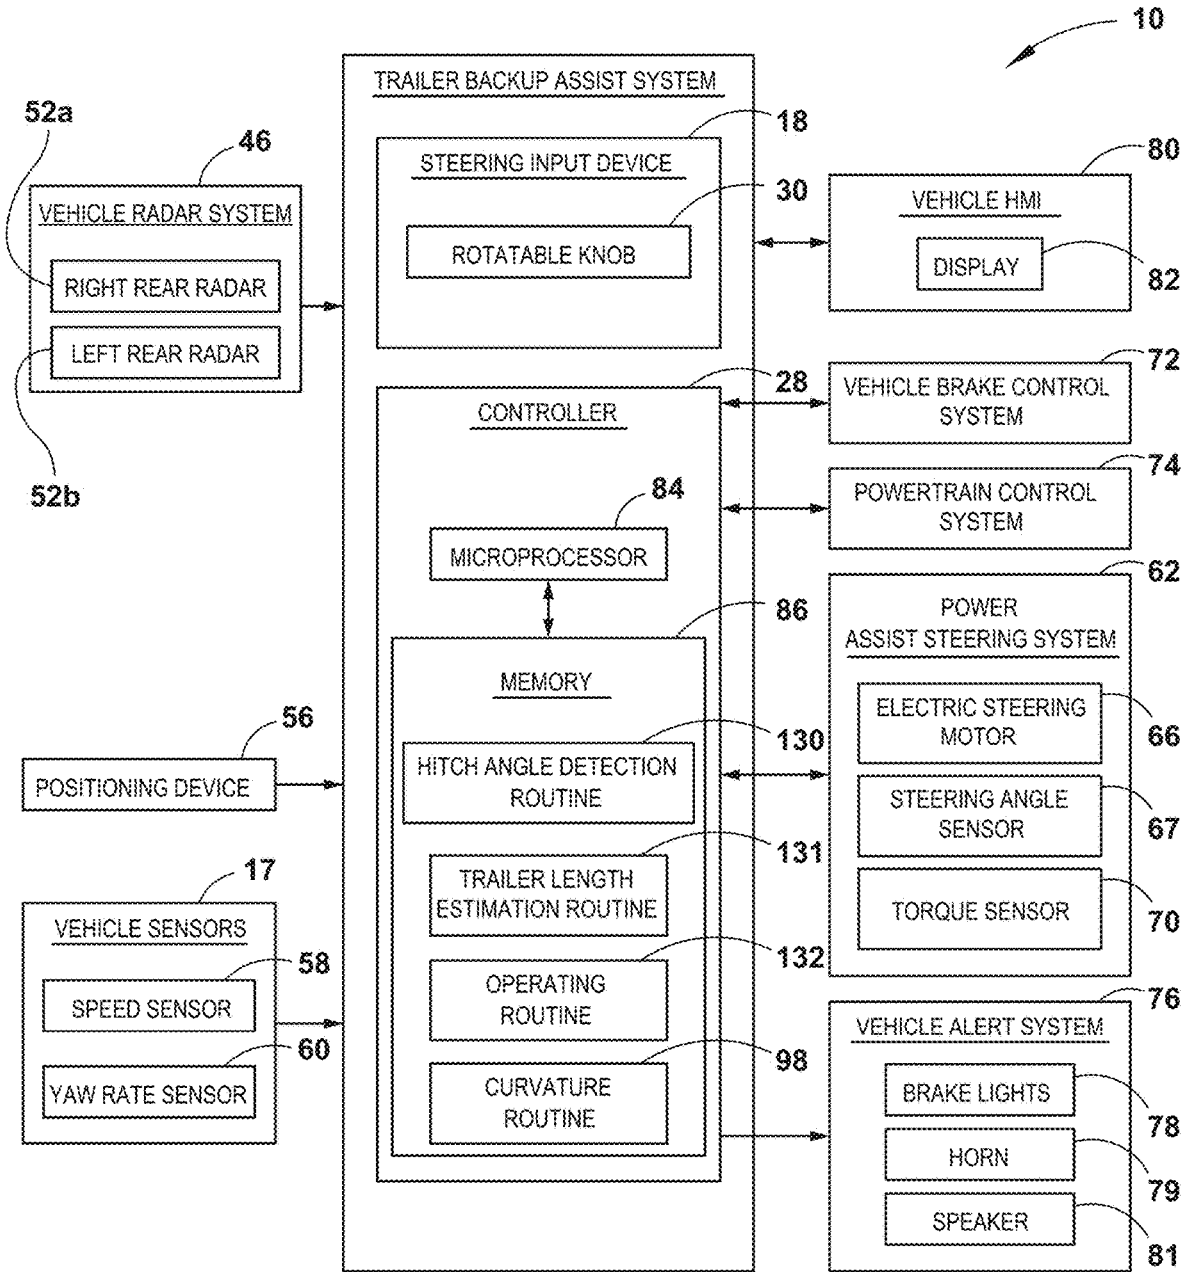 10
TRAILER BACKUP ASSIST SYSTEM
52a
46
VEHICLE RADAR SYSTEM
RIGHT REAR RADAR
LEFT REAR RADAR
52b
18
STEERING INPUT DEVICE
30
ROTATABLE KNOB
80
VEHICLE HMI
DISPLAY
82
28
CONTROLLER
72
VEHICLE BRAKE CONTROL
SYSTEM
74
POWERTRAIN CONTROL
SYSTEM
84
MICROPROCESSOR
86
MEMORY
130
HITCH ANGLE DETECTION
ROUTINE
131
TRAILER LENGTH
ESTIMATION ROUTINE
132
OPERATING
ROUTINE
98
CURVATURE
ROUTINE
62
POWER
ASSIST STEERING SYSTEM
ELECTRIC STEERING
MOTOR
66
STEERING ANGLE
SENSOR
67
TORQUE SENSOR
70
56
POSITIONING DEVICE
17
VEHICLE SENSORS
58
SPEED SENSOR
60
YAW RATE SENSOR
76
VEHICLE ALERT SYSTEM
BRAKE LIGHTS
78
HORN
79
SPEAKER
81